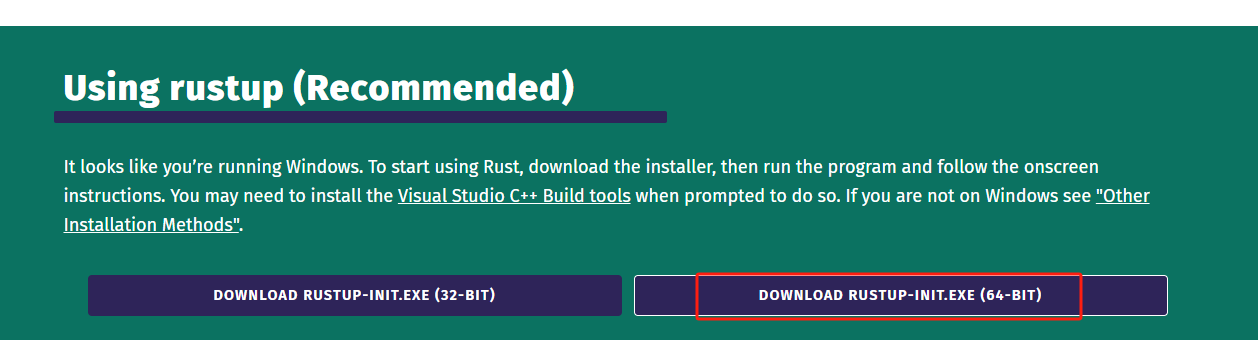 Using rustup (Recommended)
It looks like you’re running Windows. To start using Rust, download the installer, then run the program and follow the onscreen
instructions. You may need to install the Visual Studio C++ Build tools when prompted to do so. If you are not on Windows see "Other
Installation Methods".
DOWNLOAD RUSTUP-INIT.EXE (32-BIT)
DOWNLOAD RUSTUP-INIT.EXE (64-BIT)